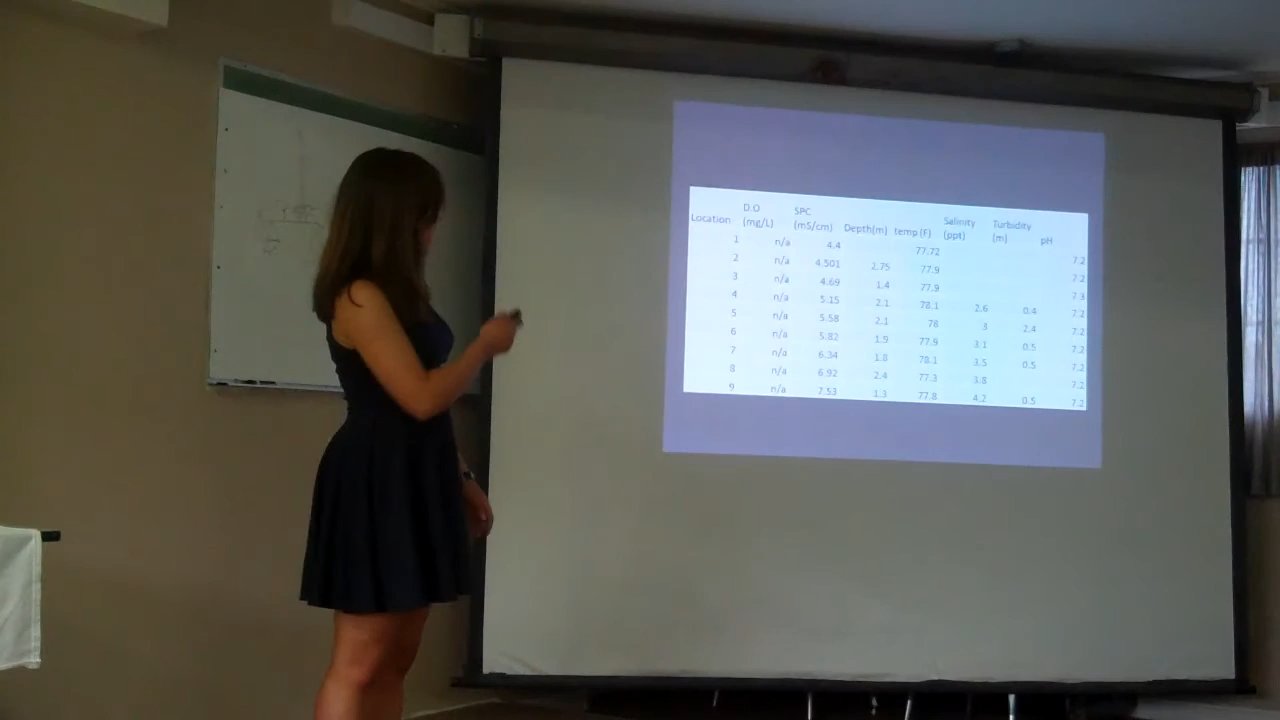 Location D.O (mg/L) SPC (mS/cm) Depth(m) temp (F) Salinity (ppt) Turbidity (m) pH
1 n/a 4.4 77.72 7.2
2 n/a 4.501 2.75 77.9 7.2
3 n/a 4.69 1.4 77.9 7.3
4 n/a 5.15 2.1 78.1 2.6 0.4 7.2
5 n/a 5.58 2.1 78 3 2.4 7.2
6 n/a 5.82 1.9 77.9 3.1 0.5 7.2
7 n/a 6.34 1.8 78.1 3.5 0.5 7.2
8 n/a 6.92 2.4 77.3 3.8 7.2
9 n/a 7.53 1.3 77.8 4.2 0.5 7.2